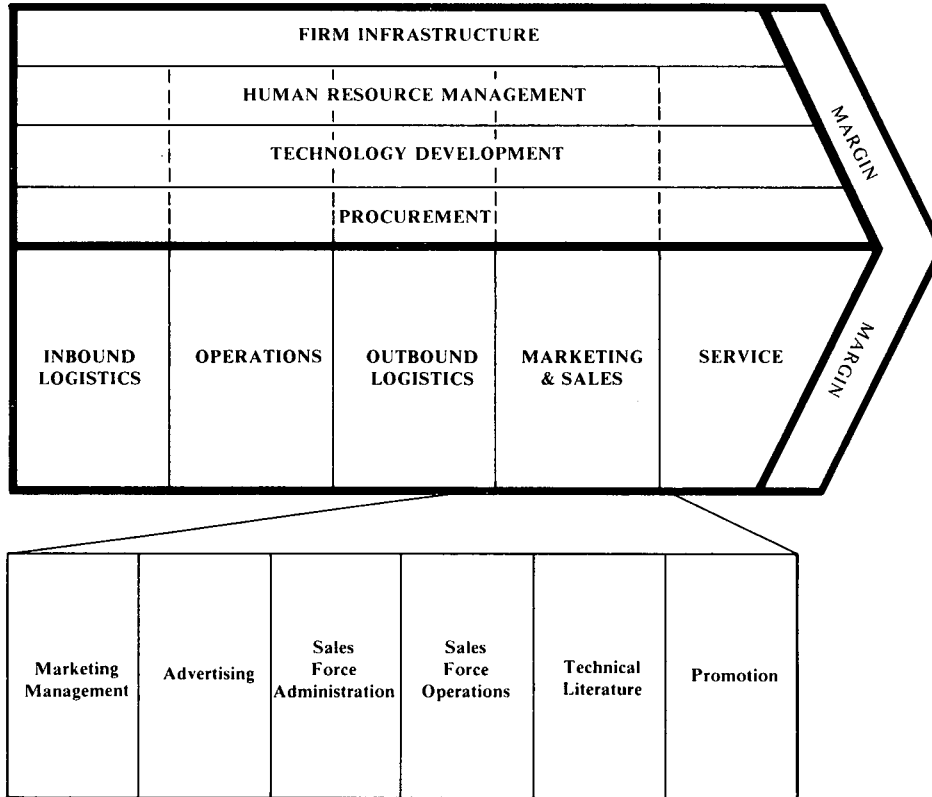 FIRM INFRASTRUCTURE
HUMAN RESOURCE MANAGEMENT
TECHNOLOGY DEVELOPMENT
PROCUREMENT
MARGIN
INBOUND
LOGISTICS
OPERATIONS
OUTBOUND
LOGISTICS
MARKETING
& SALES
SERVICE
MARGIN
Marketing
Management
Advertising
Sales
Force
Administration
Sales
Force
Operations
Technical
Literature
Promotion